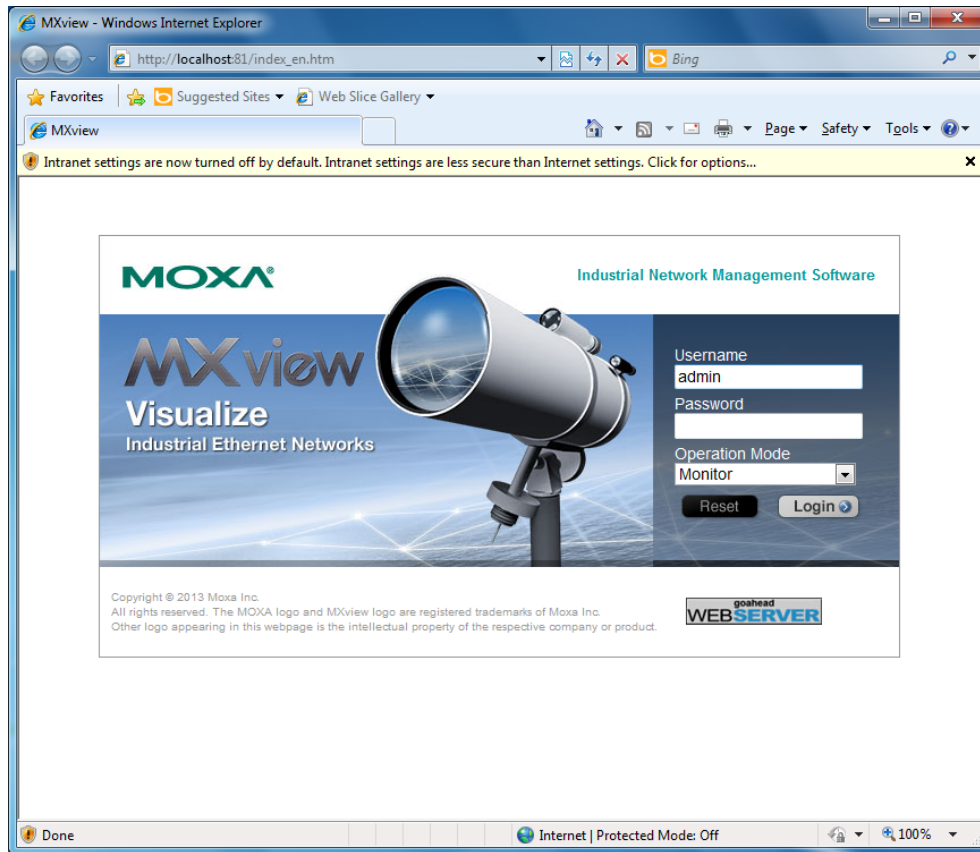 MXview - Windows Internet Explorer
http://localhost:81/index_en.htm
Bing
Favorites
Suggested Sites
Web Slice Gallery
MXview
Page
Safety
Tools
Intranet settings are now turned off by default. Intranet settings are less secure than Internet settings. Click for options...
MOXA®
Industrial Network Management Software
MXview
Visualize
Industrial Ethernet Networks
Username
admin
Password
Operation Mode
Monitor
Reset
Login
Copyright © 2013 Moxa Inc.
All rights reserved. The MOXA logo and MXview logo are registered trademarks of Moxa Inc.
Other logo appearing in this webpage is the intellectual property of the respective company or product.
goahead
WEBSERVER
Done
Internet | Protected Mode: Off
100%